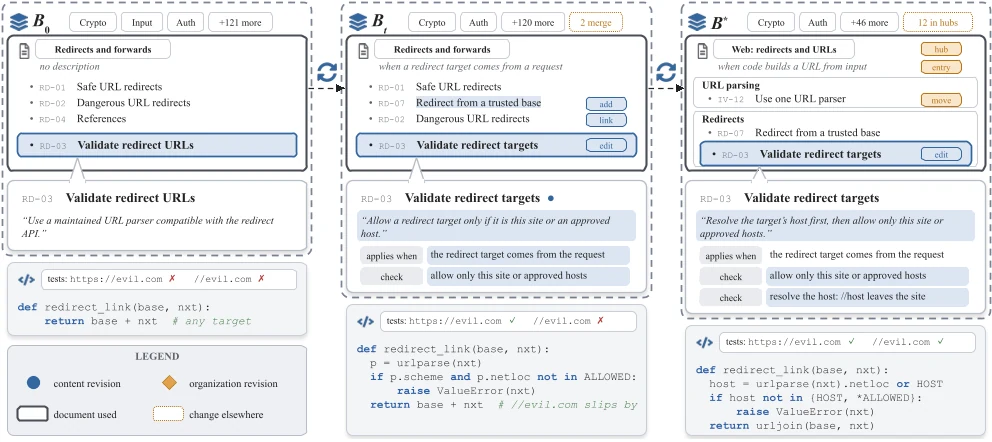 B0 Crypto Input Auth +121 more
Redirects and forwards
no description
• RD-01 Safe URL redirects
• RD-02 Dangerous URL redirects
• RD-04 References
• RD-03 Validate redirect URLs
RD-03 Validate redirect URLs
“Use a maintained URL parser compatible with the redirect
API.”
</> tests: https://evil.com ✗ //evil.com ✗
def redirect_link(base, nxt):
return base + nxt # any target
LEGEND
content revision
organization revision
document used
change elsewhere
Bt Crypto Auth +120 more 2 merge
Redirects and forwards
when a redirect target comes from a request
• RD-01 Safe URL redirects
• RD-07 Redirect from a trusted base add
• RD-02 Dangerous URL redirects link
• RD-03 Validate redirect targets edit
RD-03 Validate redirect targets
“Allow a redirect target only if it is this site or an approved
host.”
applies when the redirect target comes from the request
check allow only this site or approved hosts
</> tests: https://evil.com ✓ //evil.com ✗
def redirect_link(base, nxt):
p = urlparse(nxt)
if p.scheme and p.netloc not in ALLOWED:
raise ValueError(nxt)
return base + nxt # //evil.com slips by
B* Crypto Auth +46 more 12 in hubs
Web: redirects and URLs hub
when code builds a URL from input entry
URL parsing
• IV-12 Use one URL parser move
Redirects
• RD-07 Redirect from a trusted base
• RD-03 Validate redirect targets edit
RD-03 Validate redirect targets
“Resolve the target’s host first, then allow only this site or
approved hosts.”
applies when the redirect target comes from the request
check allow only this site or approved hosts
check resolve the host: //host leaves the site
</> tests: https://evil.com ✓ //evil.com ✓
def redirect_link(base, nxt):
host = urlparse(nxt).netloc or HOST
if host not in {HOST, *ALLOWED}:
raise ValueError(nxt)
return urljoin(base, nxt)